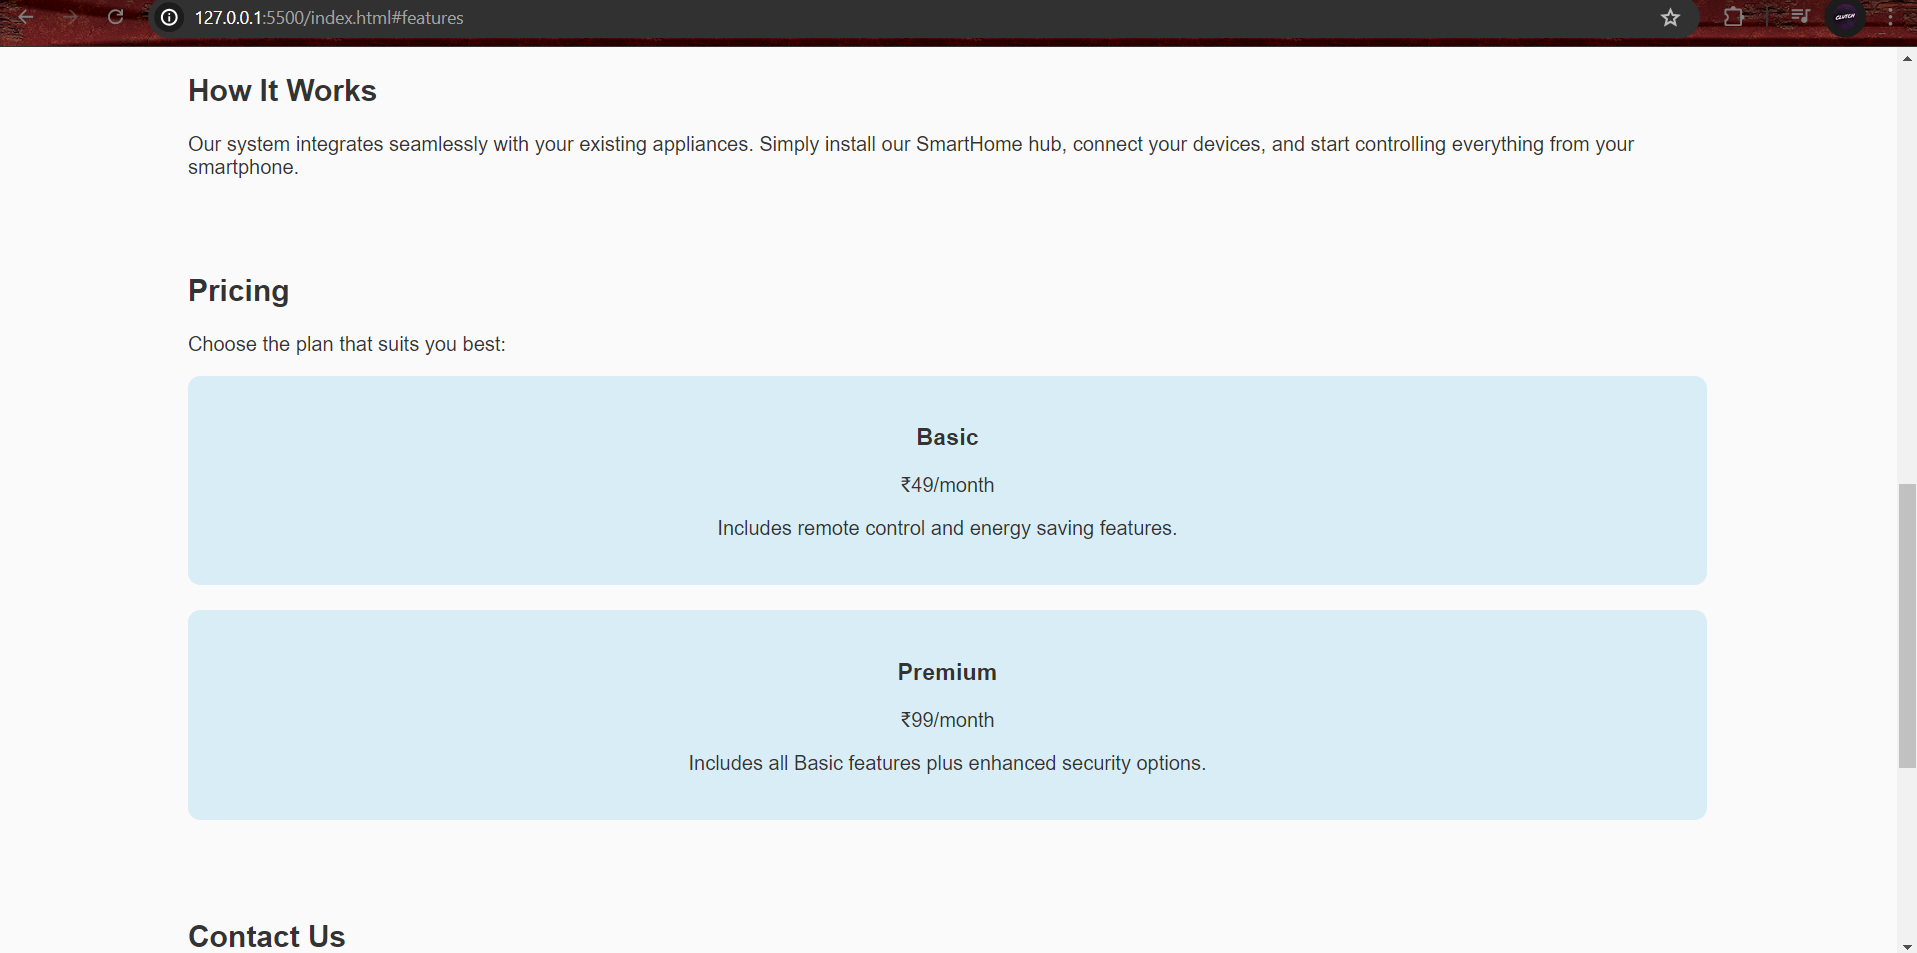 127.0.0.1:5500/index.html#features
CLUTCH
How It Works
Our system integrates seamlessly with your existing appliances. Simply install our SmartHome hub, connect your devices, and start controlling everything from your
smartphone.
Pricing
Choose the plan that suits you best:
Basic
₹49/month
Includes remote control and energy saving features.
Premium
₹99/month
Includes all Basic features plus enhanced security options.
Contact Us